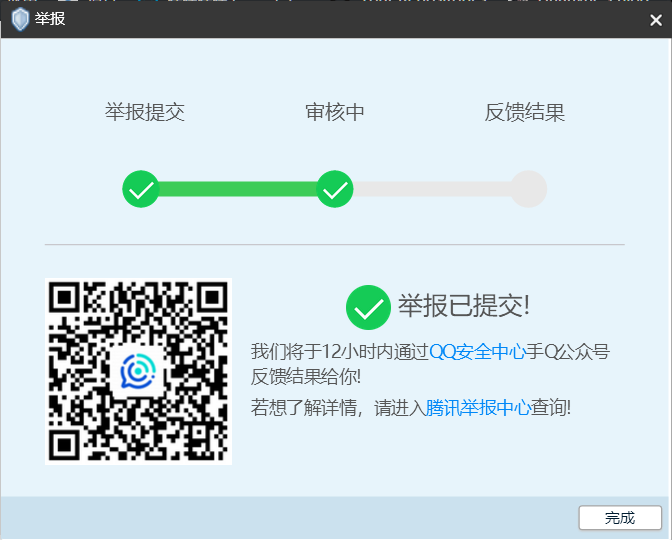 举报
举报提交 审核中 反馈结果
举报已提交!
我们将于12小时内通过QQ安全中心手Q公众号
反馈结果给你!
若想了解详情，请进入腾讯举报中心查询!
完成